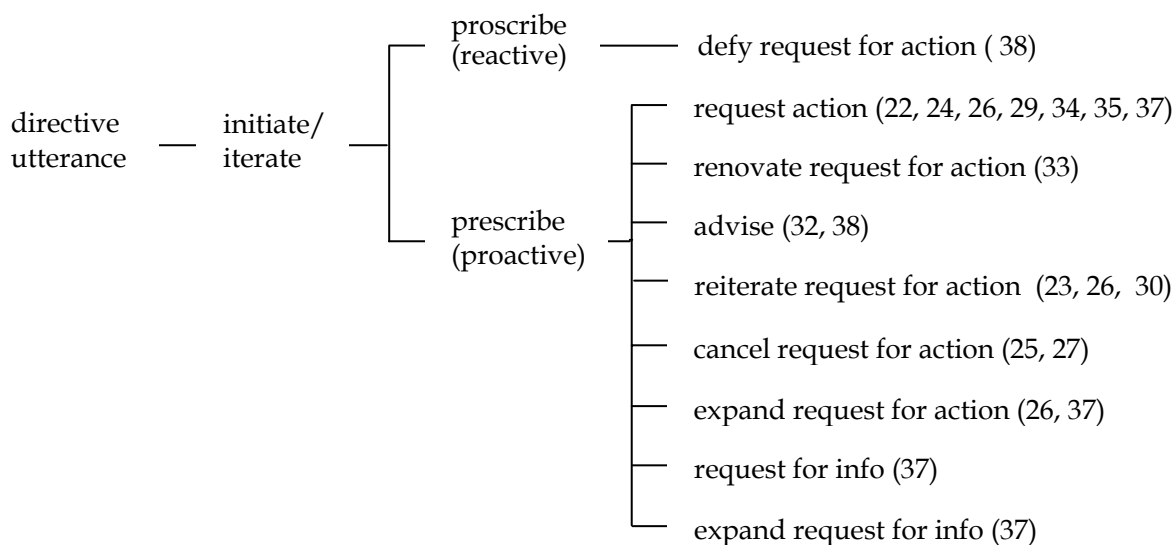 proscribe
(reactive)
defy request for action ( 38)
directive
utterance
initiate/
iterate
prescribe
(proactive)
request action (22, 24, 26, 29, 34, 35, 37)
renovate request for action (33)
advise (32, 38)
reiterate request for action (23, 26, 30)
cancel request for action (25, 27)
expand request for action (26, 37)
request for info (37)
expand request for info (37)